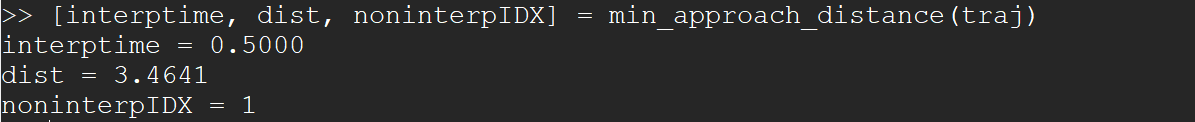 >> [interptime, dist, noninterpIDX] = min_approach_distance(traj)
interptime = 0.5000
dist = 3.4641
noninterpIDX = 1